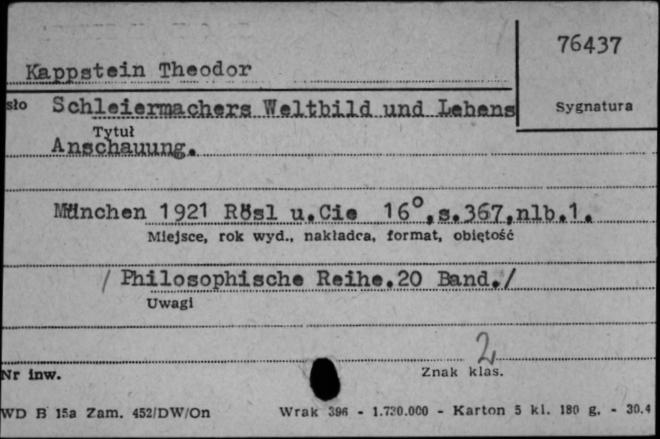 76437
Kappstein Theodor
sło Schleiermachers Weltbild und Lebens
Sygnatura
Tytuł
Anschauung.
München 1921 Rösl u.Cie 16°,s.367,nlb.1.
Miejsce, rok wyd., nakładca, format, objętość
/ Philosophische Reihe.20 Band./
Uwagi
2
Nr inw.
Znak klas.
WD B 15a Zam. 452/DW/On Wrak 396 - 1.720.000 - Karton 5 kl. 180 g. - 30.4